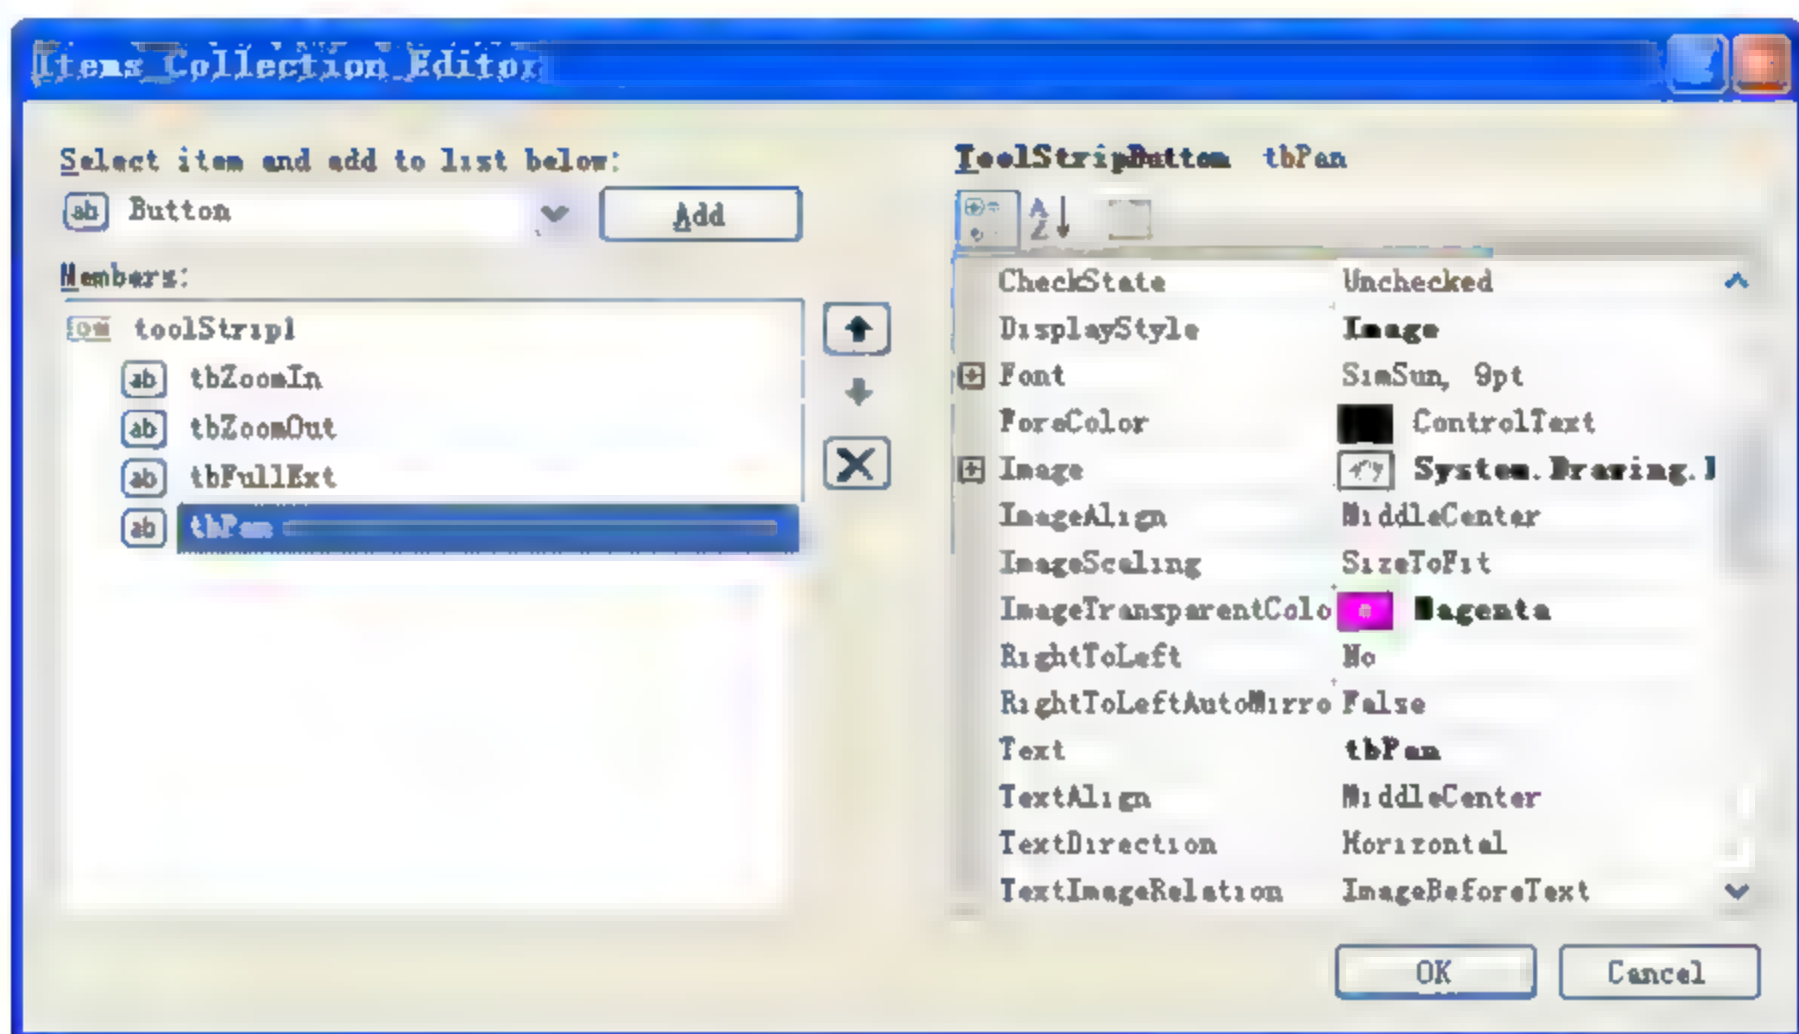 Items Collection Editor
Select item and add to list below:
Button
Add
Members:
toolStrip1
tbZoomIn
tbZoomOut
tbFullExt
tbPan
ToolStripButton tbPan
CheckState Unchecked
DisplayStyle Image
Font SimSun, 9pt
ForeColor ControlText
Image System.Drawing.
ImageAlign MiddleCenter
ImageScaling SizeToFit
ImageTransparentColo Magenta
RightToLeft No
RightToLeftAutoMirro False
Text tbPan
TextAlign MiddleCenter
TextDirection Horizontal
TextImageRelation ImageBeforeText
OK
Cancel